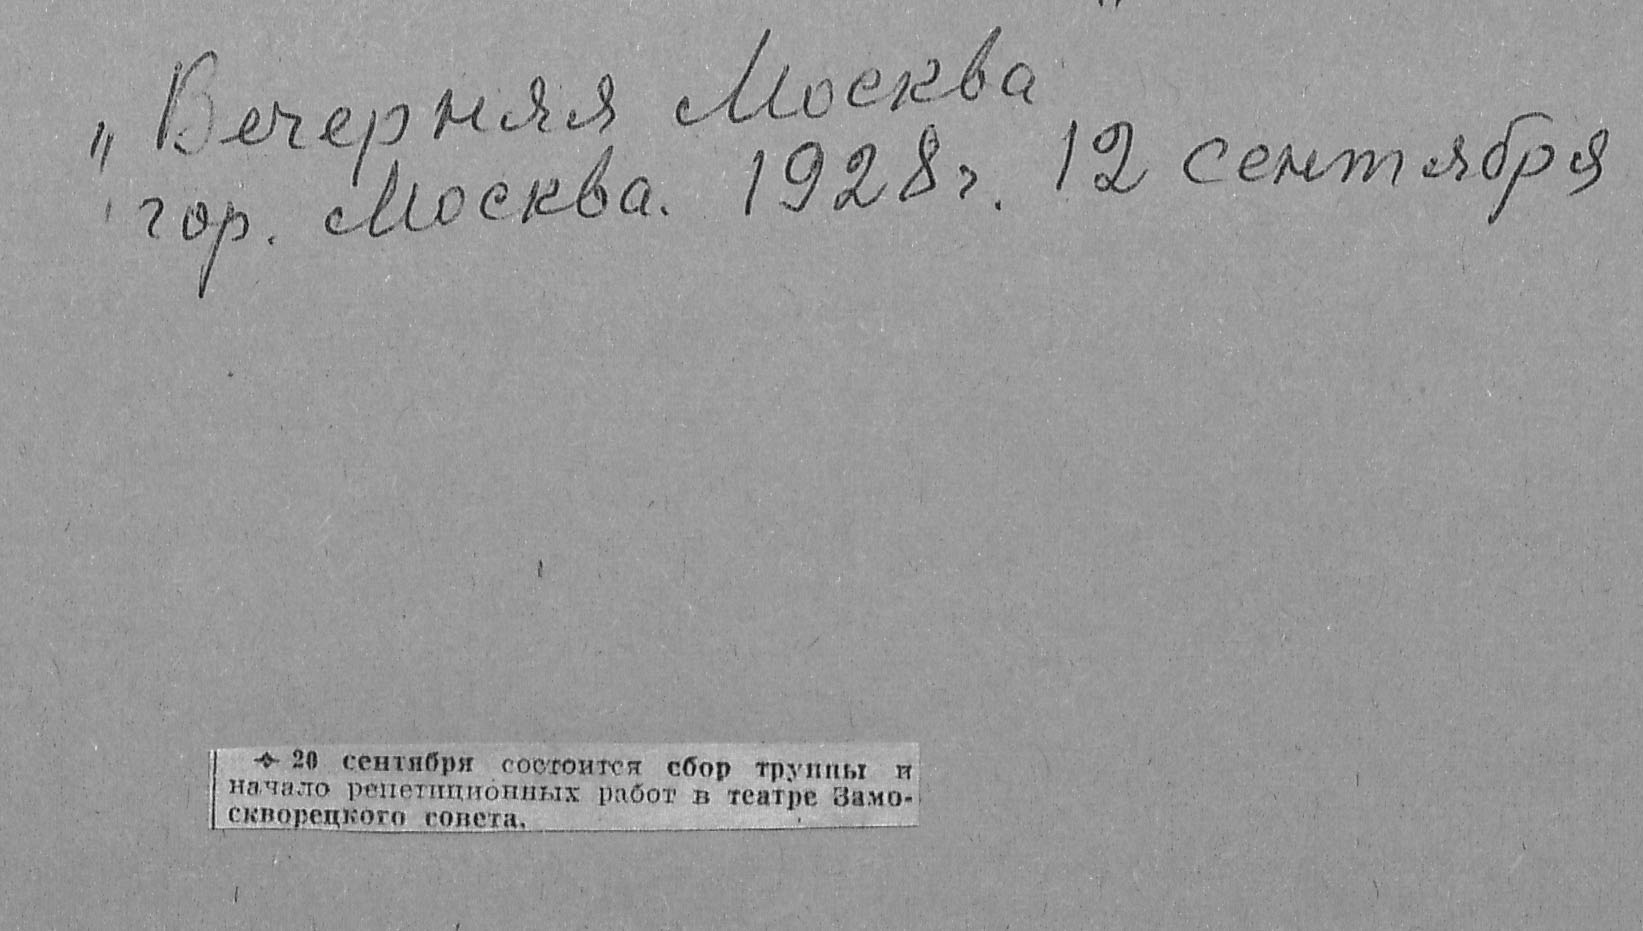 „Вечерняя Москва"
гор. Москва. 1928г. 12 сентября
20 сентября состоится сбор труппы и
начало репетиционных работ в театре Замо-
скворецкого совета.